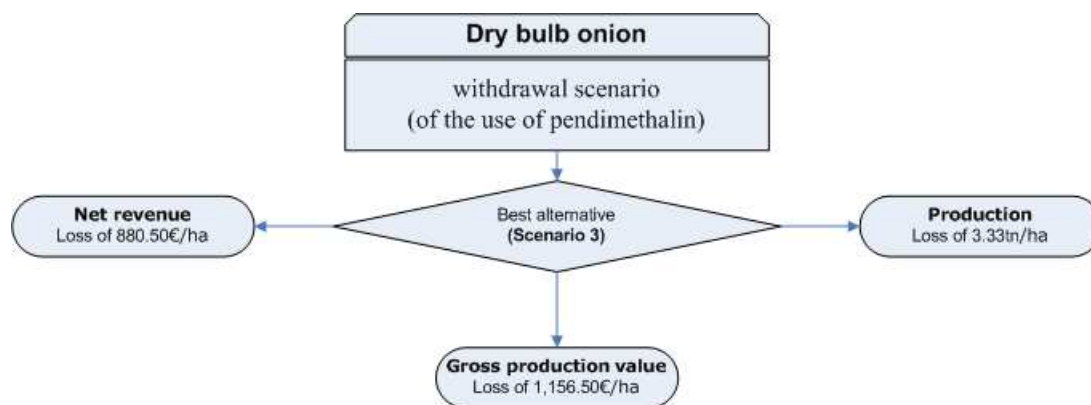 Dry bulb onion
withdrawal scenario
(of the use of pendimethalin)
Best alternative
(Scenario 3)
Net revenue
Loss of 880.50€/ha
Production
Loss of 3.33tn/ha
Gross production value
Loss of 1,156.50€/ha